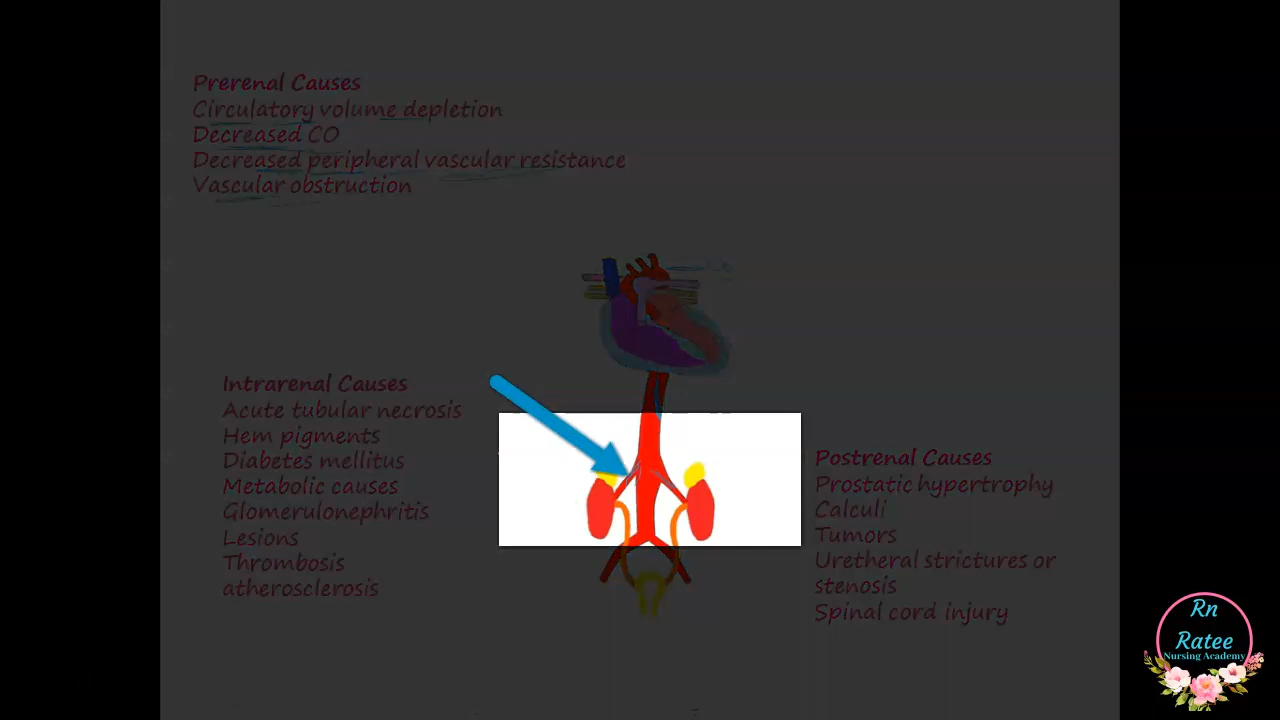 Prerenal Causes
Circulatory volume depletion
Decreased CO
Decreased peripheral vascular resistance
Vascular obstruction
Intrarenal Causes
Acute tubular necrosis
Hem pigments
Diabetes mellitus
Metabolic causes
Glomerulonephritis
Lesions
Thrombosis
atherosclerosis
Postrenal Causes
Prostatic hypertrophy
Calculi
Tumors
Uretheral strictures or
stenosis
Spinal cord injury
Rn
Ratee
Nursing Academy